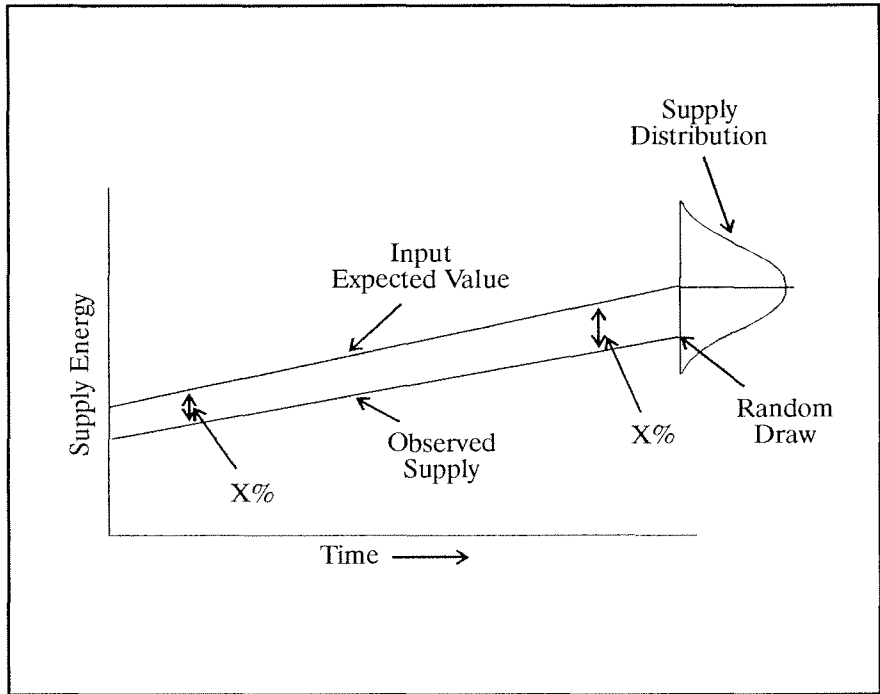 Supply
Distribution
Input
Expected Value
Supply Energy
Random
Draw
X%
Observed
Supply
X%
Time